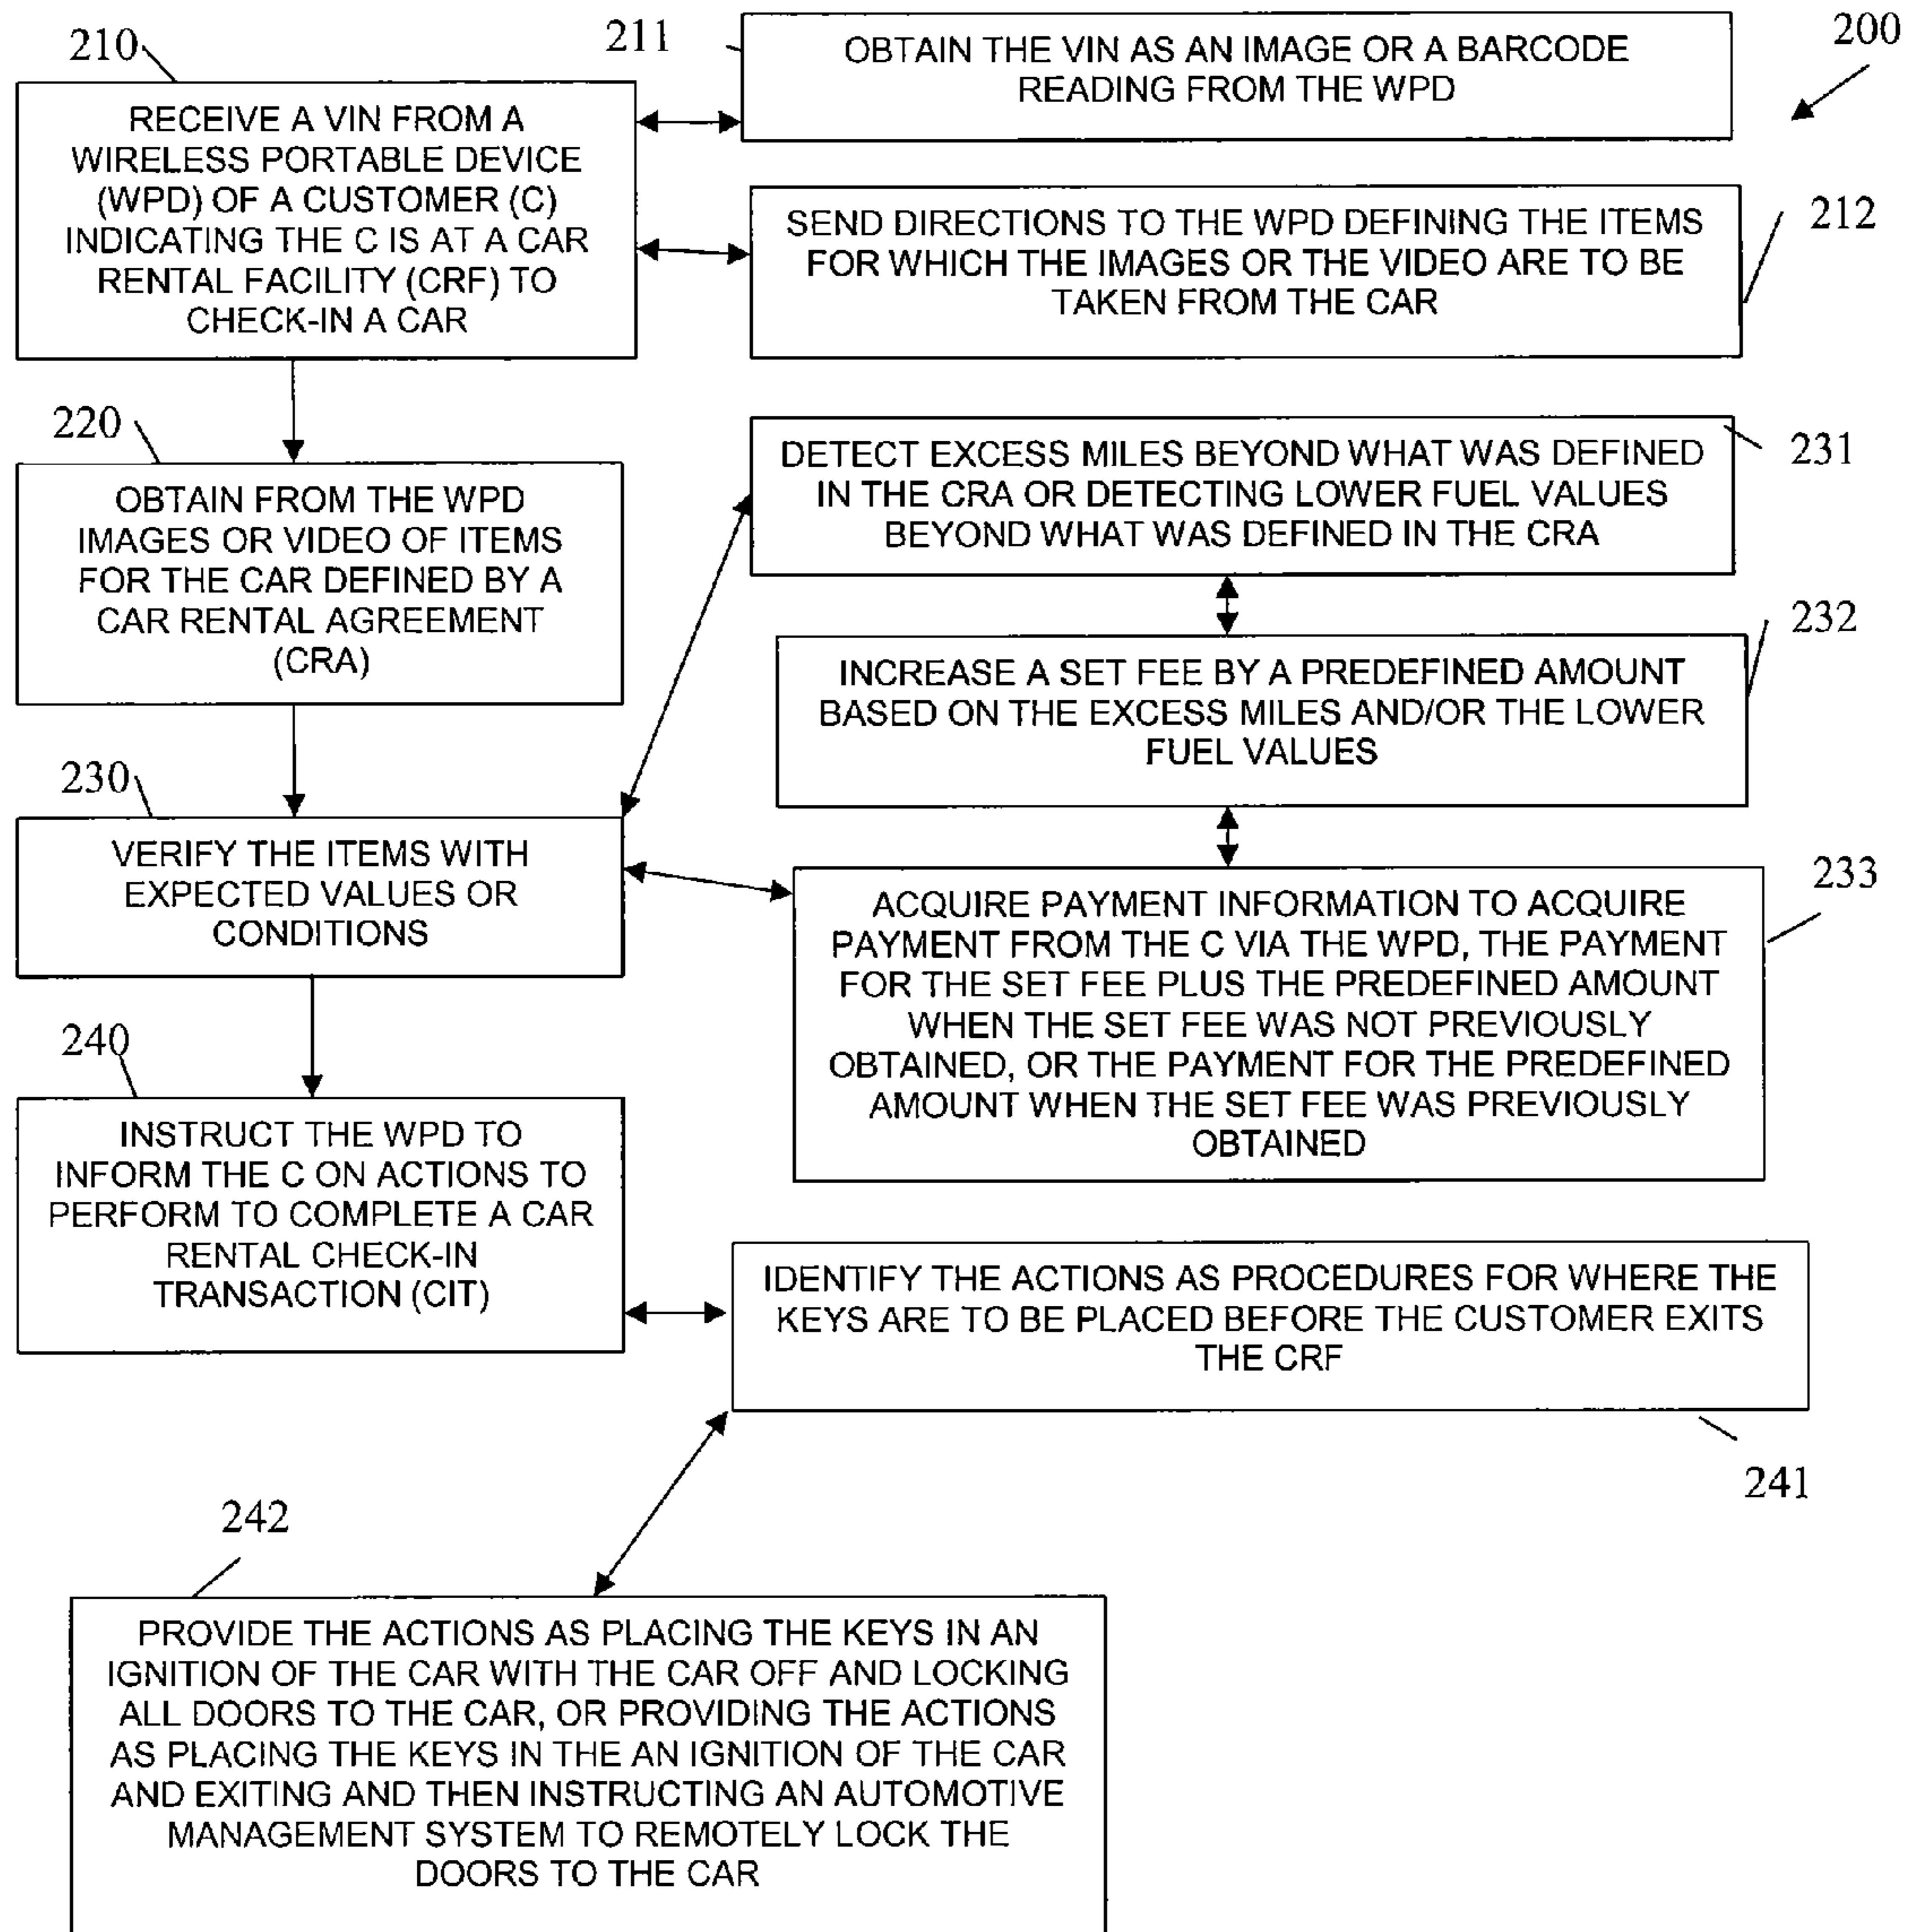 200
210
RECEIVE A VIN FROM A
WIRELESS PORTABLE DEVICE
(WPD) OF A CUSTOMER (C)
INDICATING THE C IS AT A CAR
RENTAL FACILITY (CRF) TO
CHECK-IN A CAR
211
OBTAIN THE VIN AS AN IMAGE OR A BARCODE
READING FROM THE WPD
212
SEND DIRECTIONS TO THE WPD DEFINING THE ITEMS
FOR WHICH THE IMAGES OR THE VIDEO ARE TO BE
TAKEN FROM THE CAR
220
OBTAIN FROM THE WPD
IMAGES OR VIDEO OF ITEMS
FOR THE CAR DEFINED BY A
CAR RENTAL AGREEMENT
(CRA)
230
VERIFY THE ITEMS WITH
EXPECTED VALUES OR
CONDITIONS
231
DETECT EXCESS MILES BEYOND WHAT WAS DEFINED
IN THE CRA OR DETECTING LOWER FUEL VALUES
BEYOND WHAT WAS DEFINED IN THE CRA
232
INCREASE A SET FEE BY A PREDEFINED AMOUNT
BASED ON THE EXCESS MILES AND/OR THE LOWER
FUEL VALUES
233
ACQUIRE PAYMENT INFORMATION TO ACQUIRE
PAYMENT FROM THE C VIA THE WPD, THE PAYMENT
FOR THE SET FEE PLUS THE PREDEFINED AMOUNT
WHEN THE SET FEE WAS NOT PREVIOUSLY
OBTAINED, OR THE PAYMENT FOR THE PREDEFINED
AMOUNT WHEN THE SET FEE WAS PREVIOUSLY
OBTAINED
240
INSTRUCT THE WPD TO
INFORM THE C ON ACTIONS TO
PERFORM TO COMPLETE A CAR
RENTAL CHECK-IN
TRANSACTION (CIT)
IDENTIFY THE ACTIONS AS PROCEDURES FOR WHERE THE
KEYS ARE TO BE PLACED BEFORE THE CUSTOMER EXITS
THE CRF
241
242
PROVIDE THE ACTIONS AS PLACING THE KEYS IN AN
IGNITION OF THE CAR WITH THE CAR OFF AND LOCKING
ALL DOORS TO THE CAR, OR PROVIDING THE ACTIONS
AS PLACING THE KEYS IN THE AN IGNITION OF THE CAR
AND EXITING AND THEN INSTRUCTING AN AUTOMOTIVE
MANAGEMENT SYSTEM TO REMOTELY LOCK THE
DOORS TO THE CAR